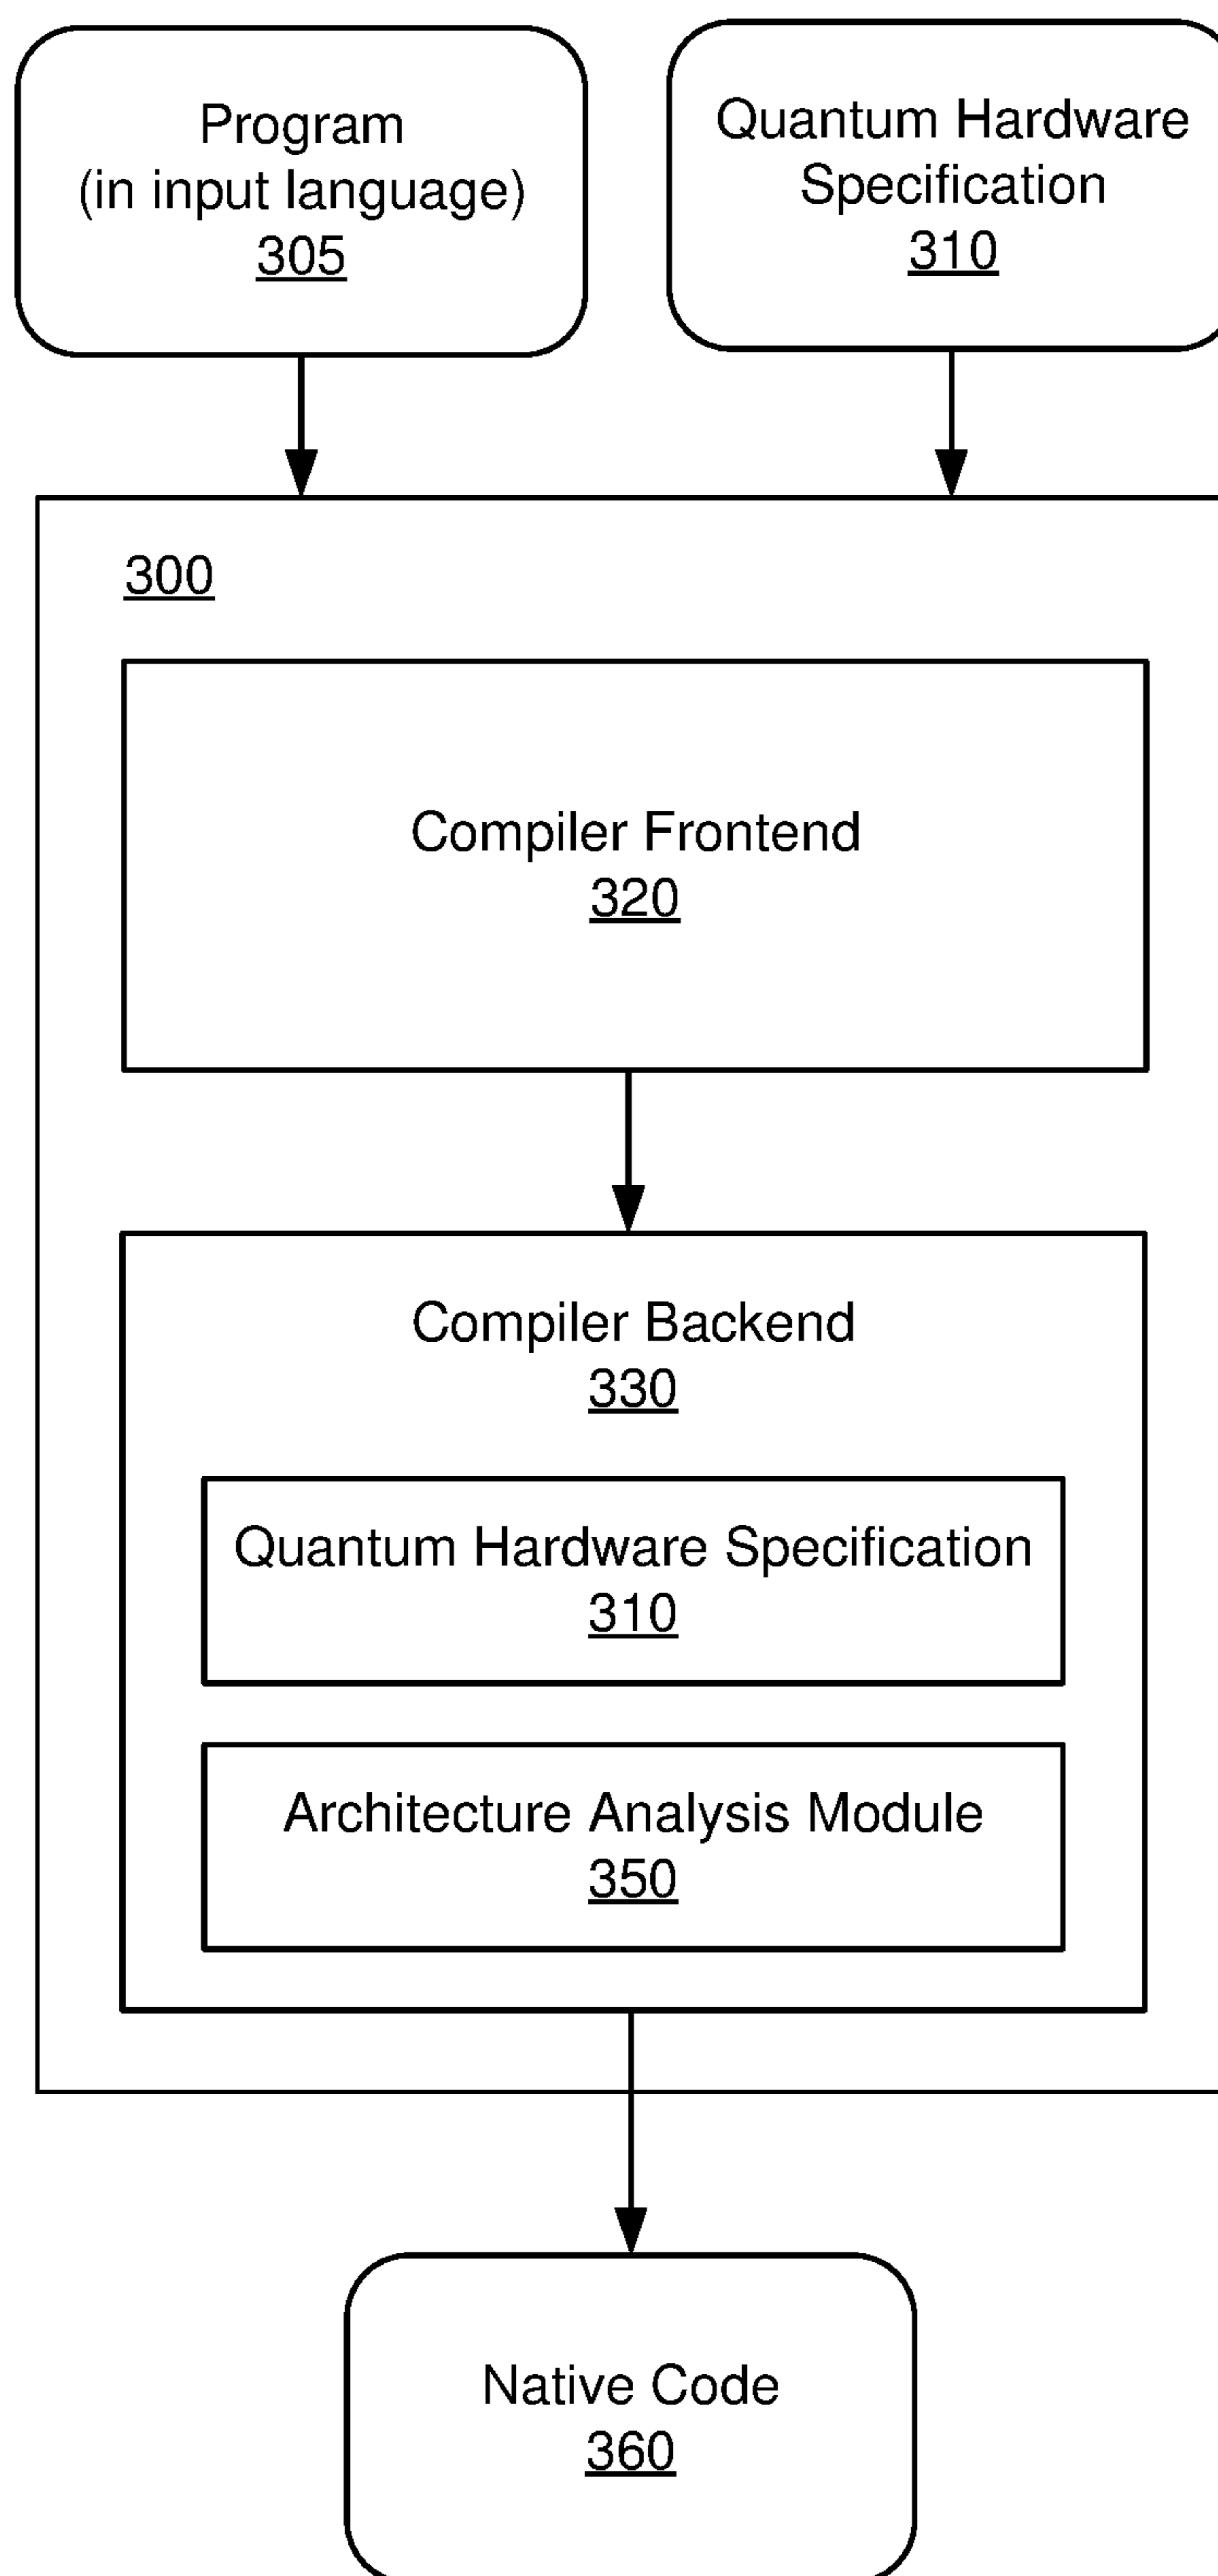 Program
(in input language)
305
Quantum Hardware
Specification
310
300
Compiler Frontend
320
Compiler Backend
330
Quantum Hardware Specification
310
Architecture Analysis Module
350
Native Code
360